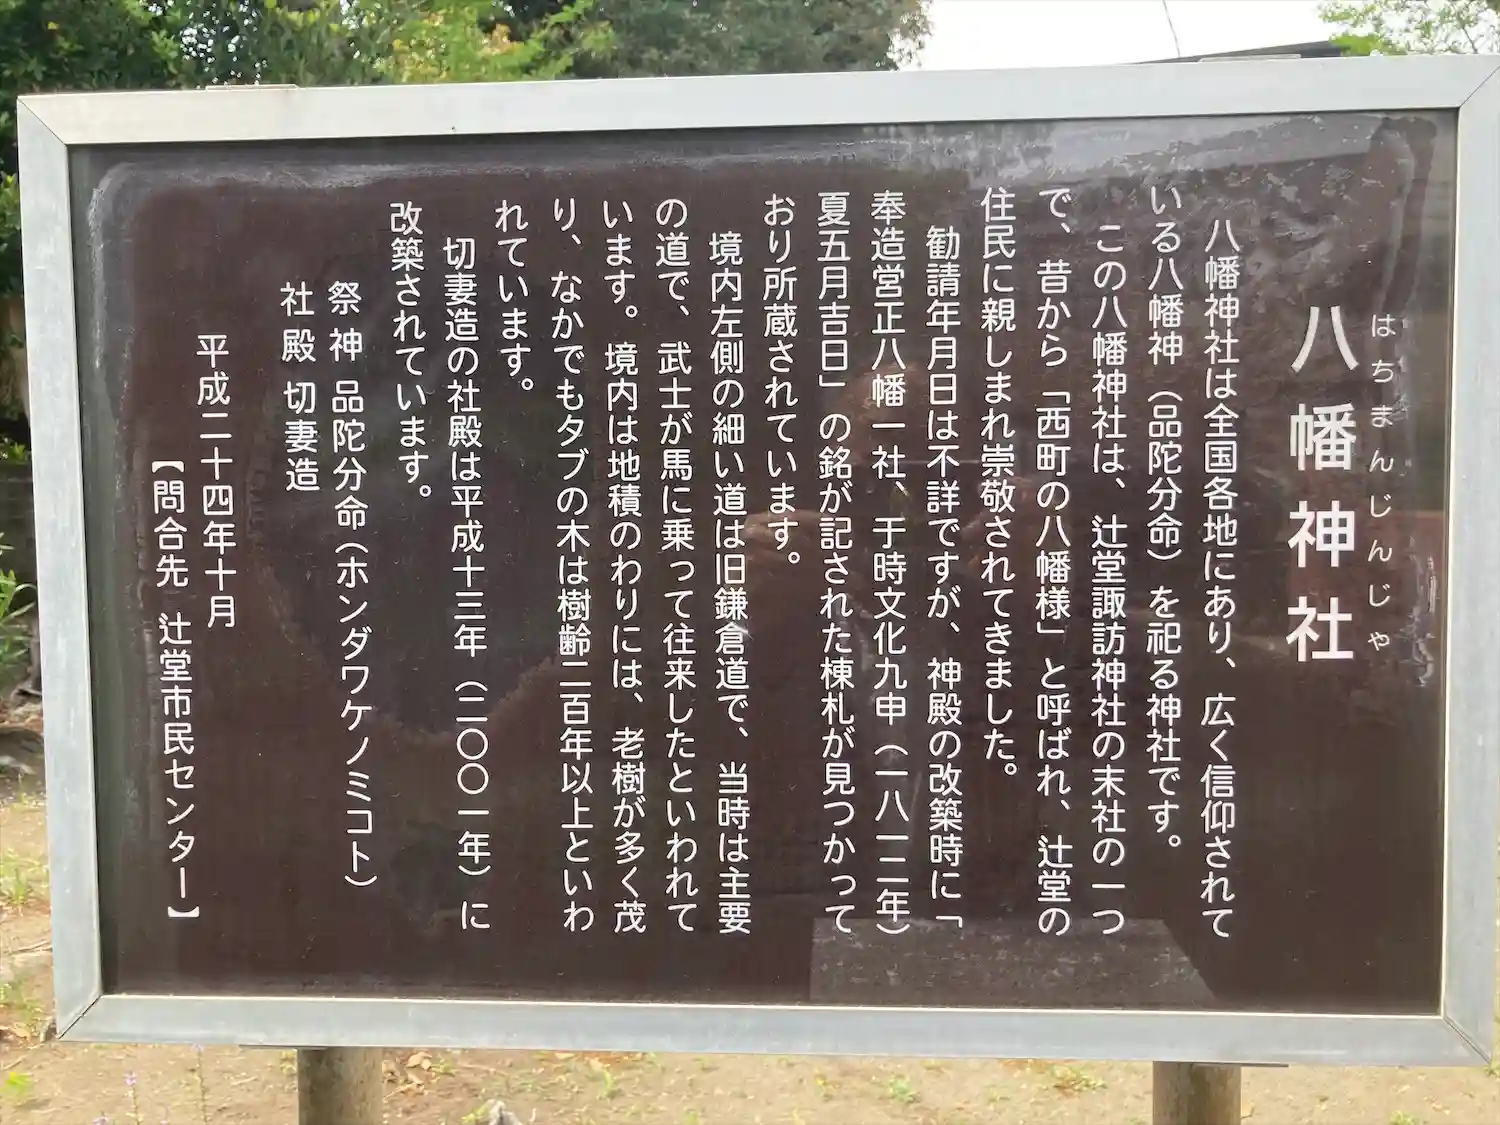 はちまんじんじゃ
八幡神社
八幡神社は全国各地にあり、広く信仰されて
いる八幡神（品陀分命）を祀る神社です。
この八幡神社は、辻堂諏訪神社の末社の一つ
で、昔から「西町の八幡様」と呼ばれ、辻堂の
住民に親しまれ崇敬されてきました。
勧請年月日は不詳ですが、神殿の改築時に「
奉造営正八幡一社、于時文化九申（一八一二年）
夏五月吉日」の銘が記された棟札が見つかって
おり所蔵されています。
境内左側の細い道は旧鎌倉道で、当時は主要
の道で、武士が馬に乗って往来したといわれて
います。境内は地積のわりには、老樹が多く茂
り、なかでもタブの木は樹齢二百年以上といわ
れています。
切妻造の社殿は平成十三年（二〇〇一年）に
改築されています。
祭神 品陀分命（ホンダワケノミコト）
社殿 切妻造
平成二十四年十月
【問合先 辻堂市民センター】